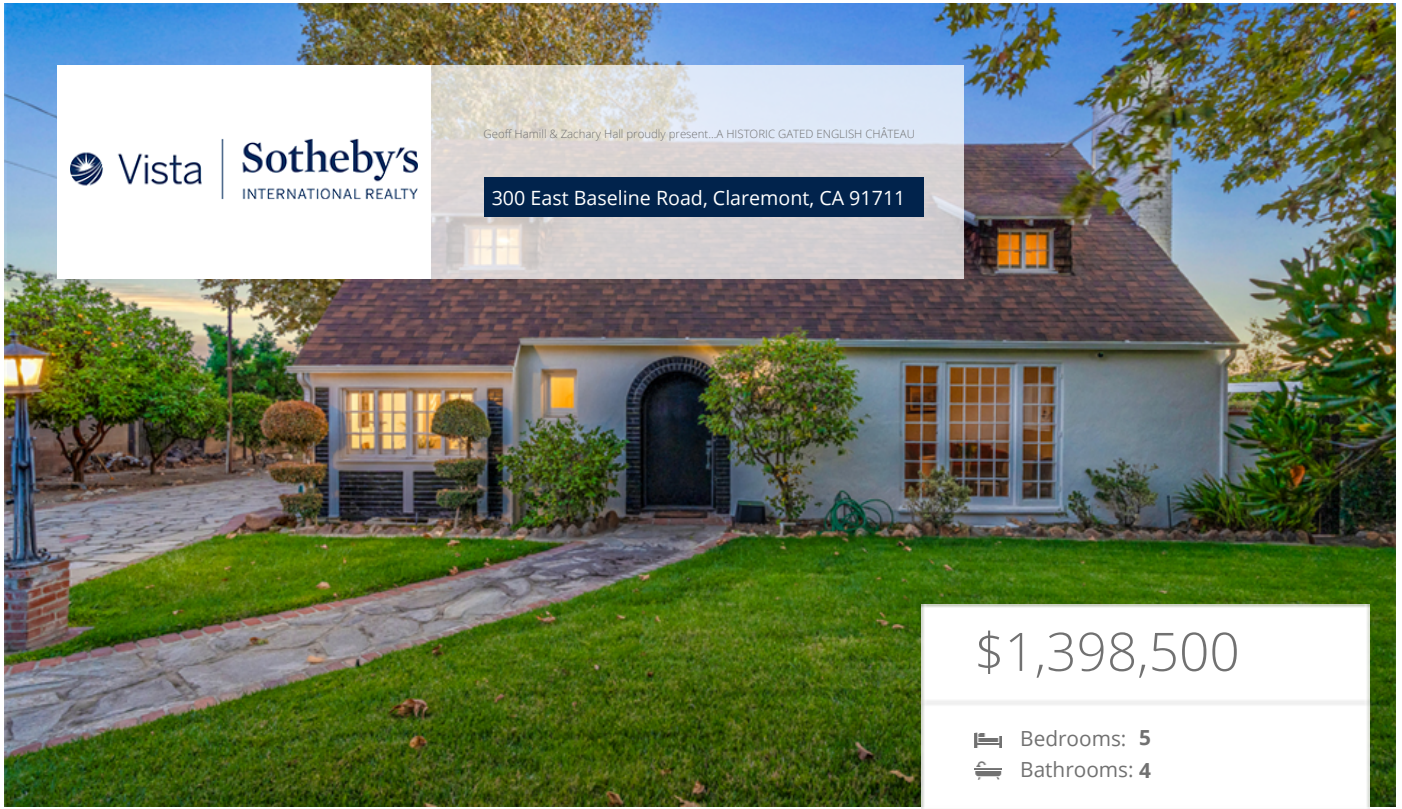 Vista
Sotheby's
INTERNATIONAL REALTY
Geoff Hamill & Zachary Hall proudly present...A HISTORIC GATED ENGLISH CHÂTEAU
300 East Baseline Road, Claremont, CA 91711
$1,398,500
Bedrooms: 5
Bathrooms: 4